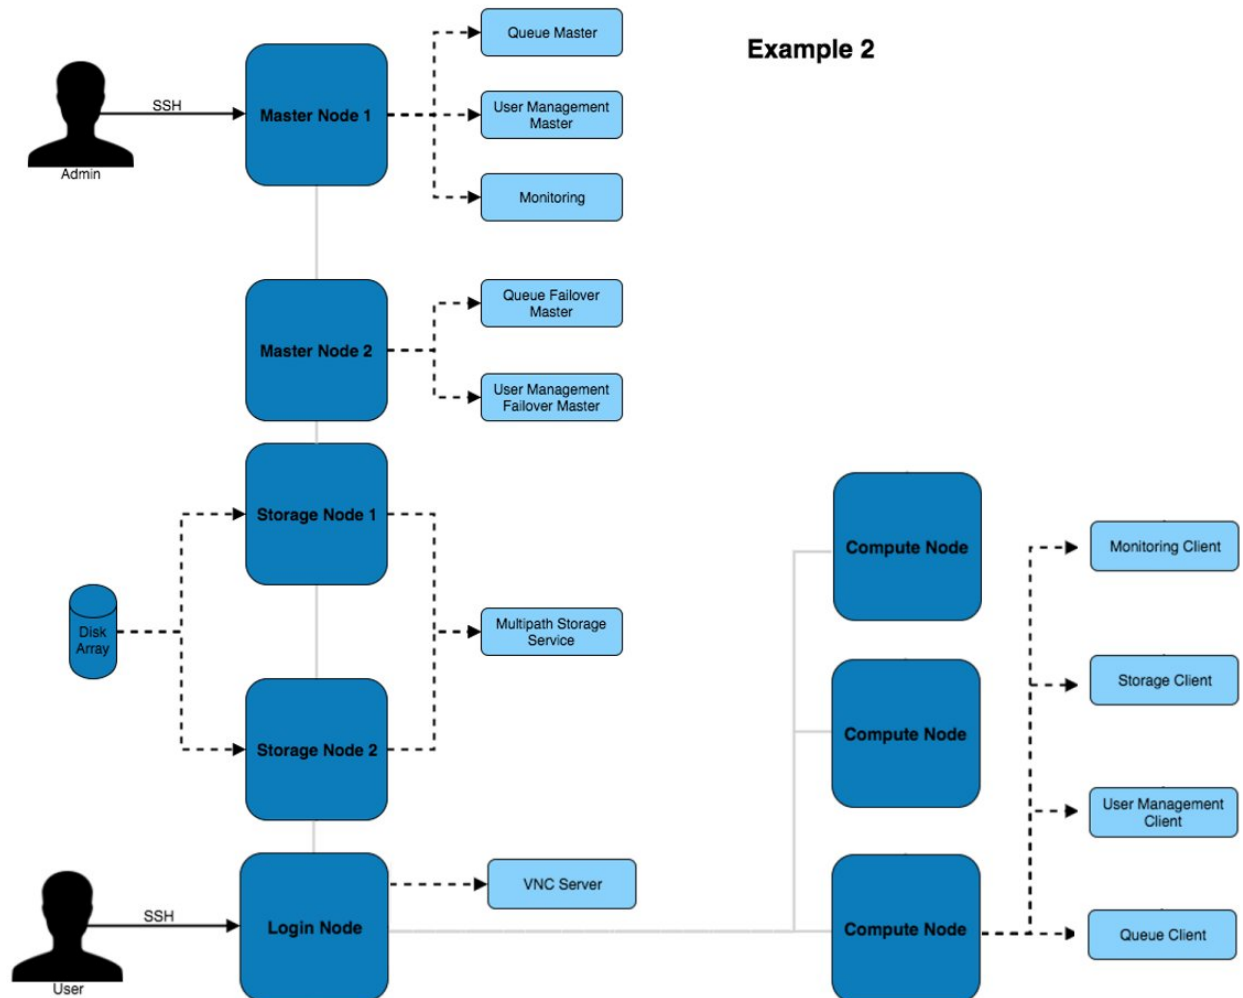 Example 2
Queue Master
SSH
Master Node 1
User Management
Master
Admin
Monitoring
Queue Failover
Master
Master Node 2
User Management
Failover Master
Storage Node 1
Disk
Array
Multipath Storage
Service
Storage Node 2
Compute Node
Monitoring Client
Storage Client
Compute Node
User Management
Client
VNC Server
SSH
Login Node
Compute Node
Queue Client
User